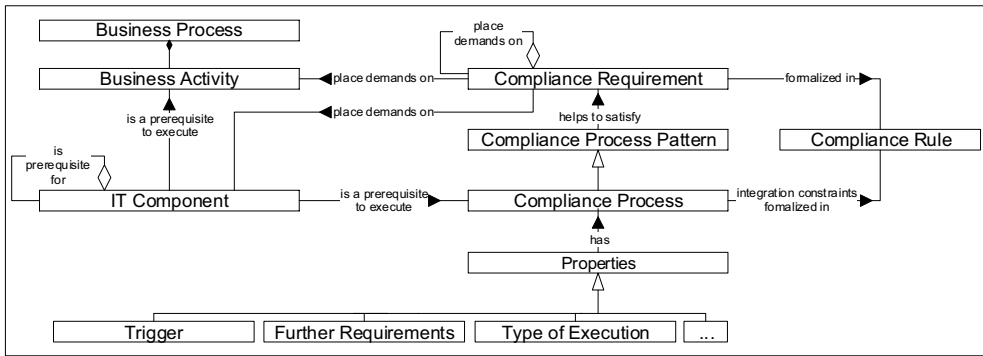 Business Process
place
demands on
Business Activity
place demands on
Compliance Requirement
fomalized in
is a prerequisite
to execute
place demands on
helps to satisfy
Compliance Process Pattern
Compliance Rule
is
prerequisite
for
IT Component
is a prerequisite
to execute
Compliance Process
integration constraints
fomalized in
has
Properties
Trigger
Further Requirements
Type of Execution
...